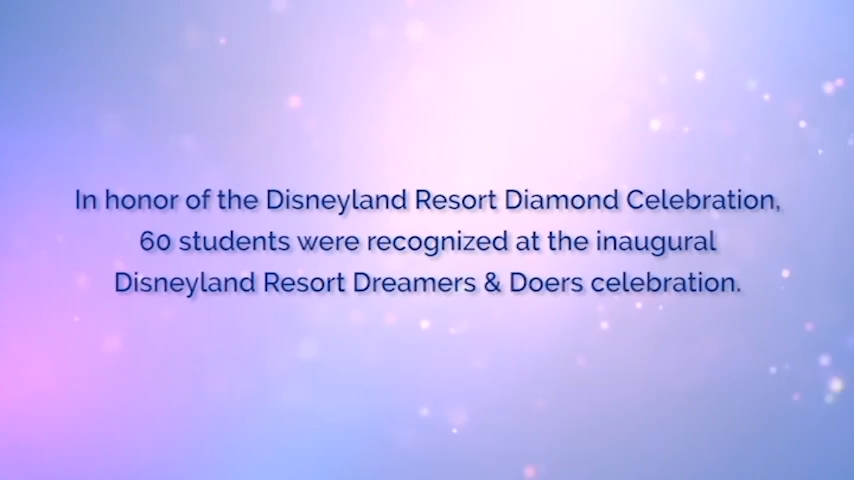 In honor of the Disneyland Resort Diamond Celebration,
60 students were recognized at the inaugural
Disneyland Resort Dreamers & Doers celebration.